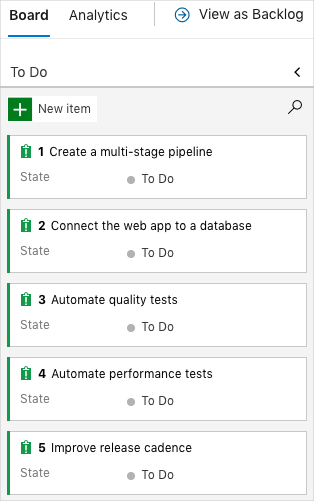 Board Analytics View as Backlog
To Do
New item
1 Create a multi-stage pipeline
State To Do
2 Connect the web app to a database
State To Do
3 Automate quality tests
State To Do
4 Automate performance tests
State To Do
5 Improve release cadence
State To Do